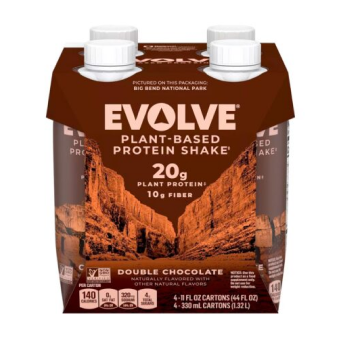 PICTURED ON THIS PACKAGING:
BIG BEND NATIONAL PARK
EVOLVE®
PLANT-BASED
PROTEIN SHAKE
20g
PLANT PROTEIN
10g FIBER
DOUBLE CHOCOLATE
NATURALLY FLAVORED WITH
OTHER NATURAL FLAVORS
PER CARTON
140
CALORIES
4 - 11 FL OZ CARTONS (44 FL OZ)
4 - 330 mL CARTONS (1.32 L)